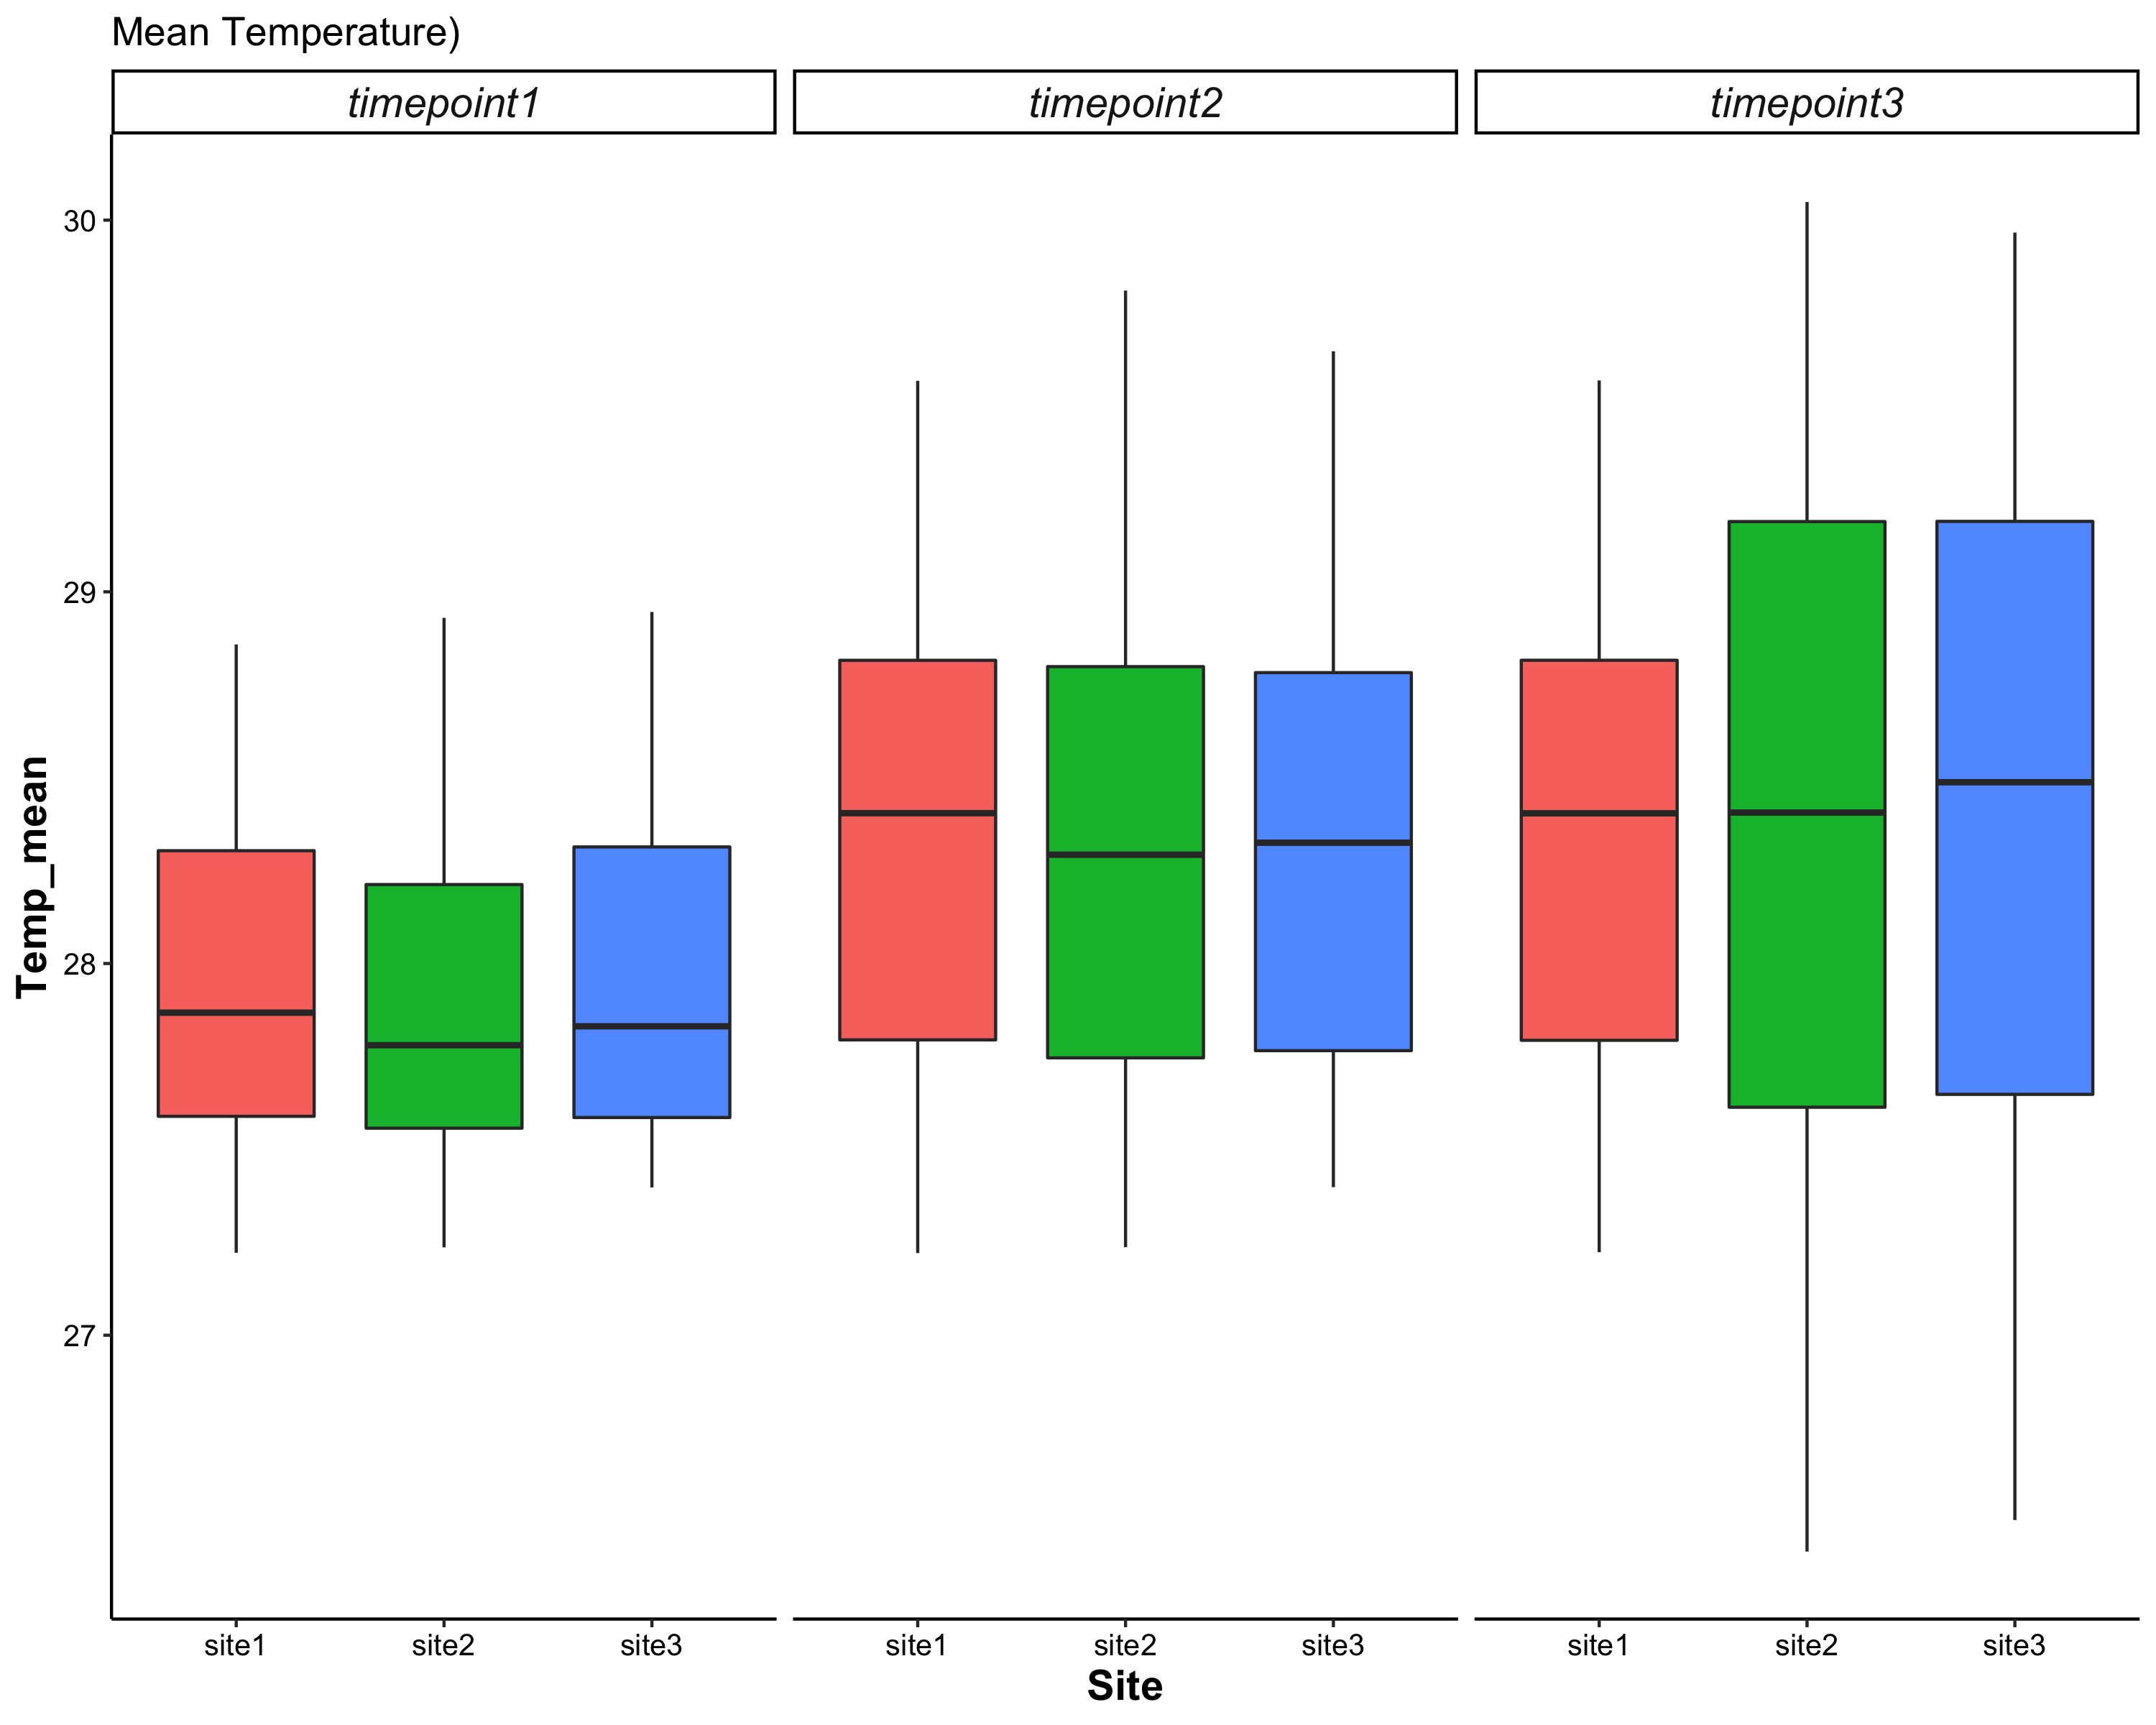 Mean Temperature)
timepoint1 timepoint2 timepoint3
30
29
28
27
Temp_mean
site1 site2 site3 site1 site2 site3 site1 site2 site3
Site